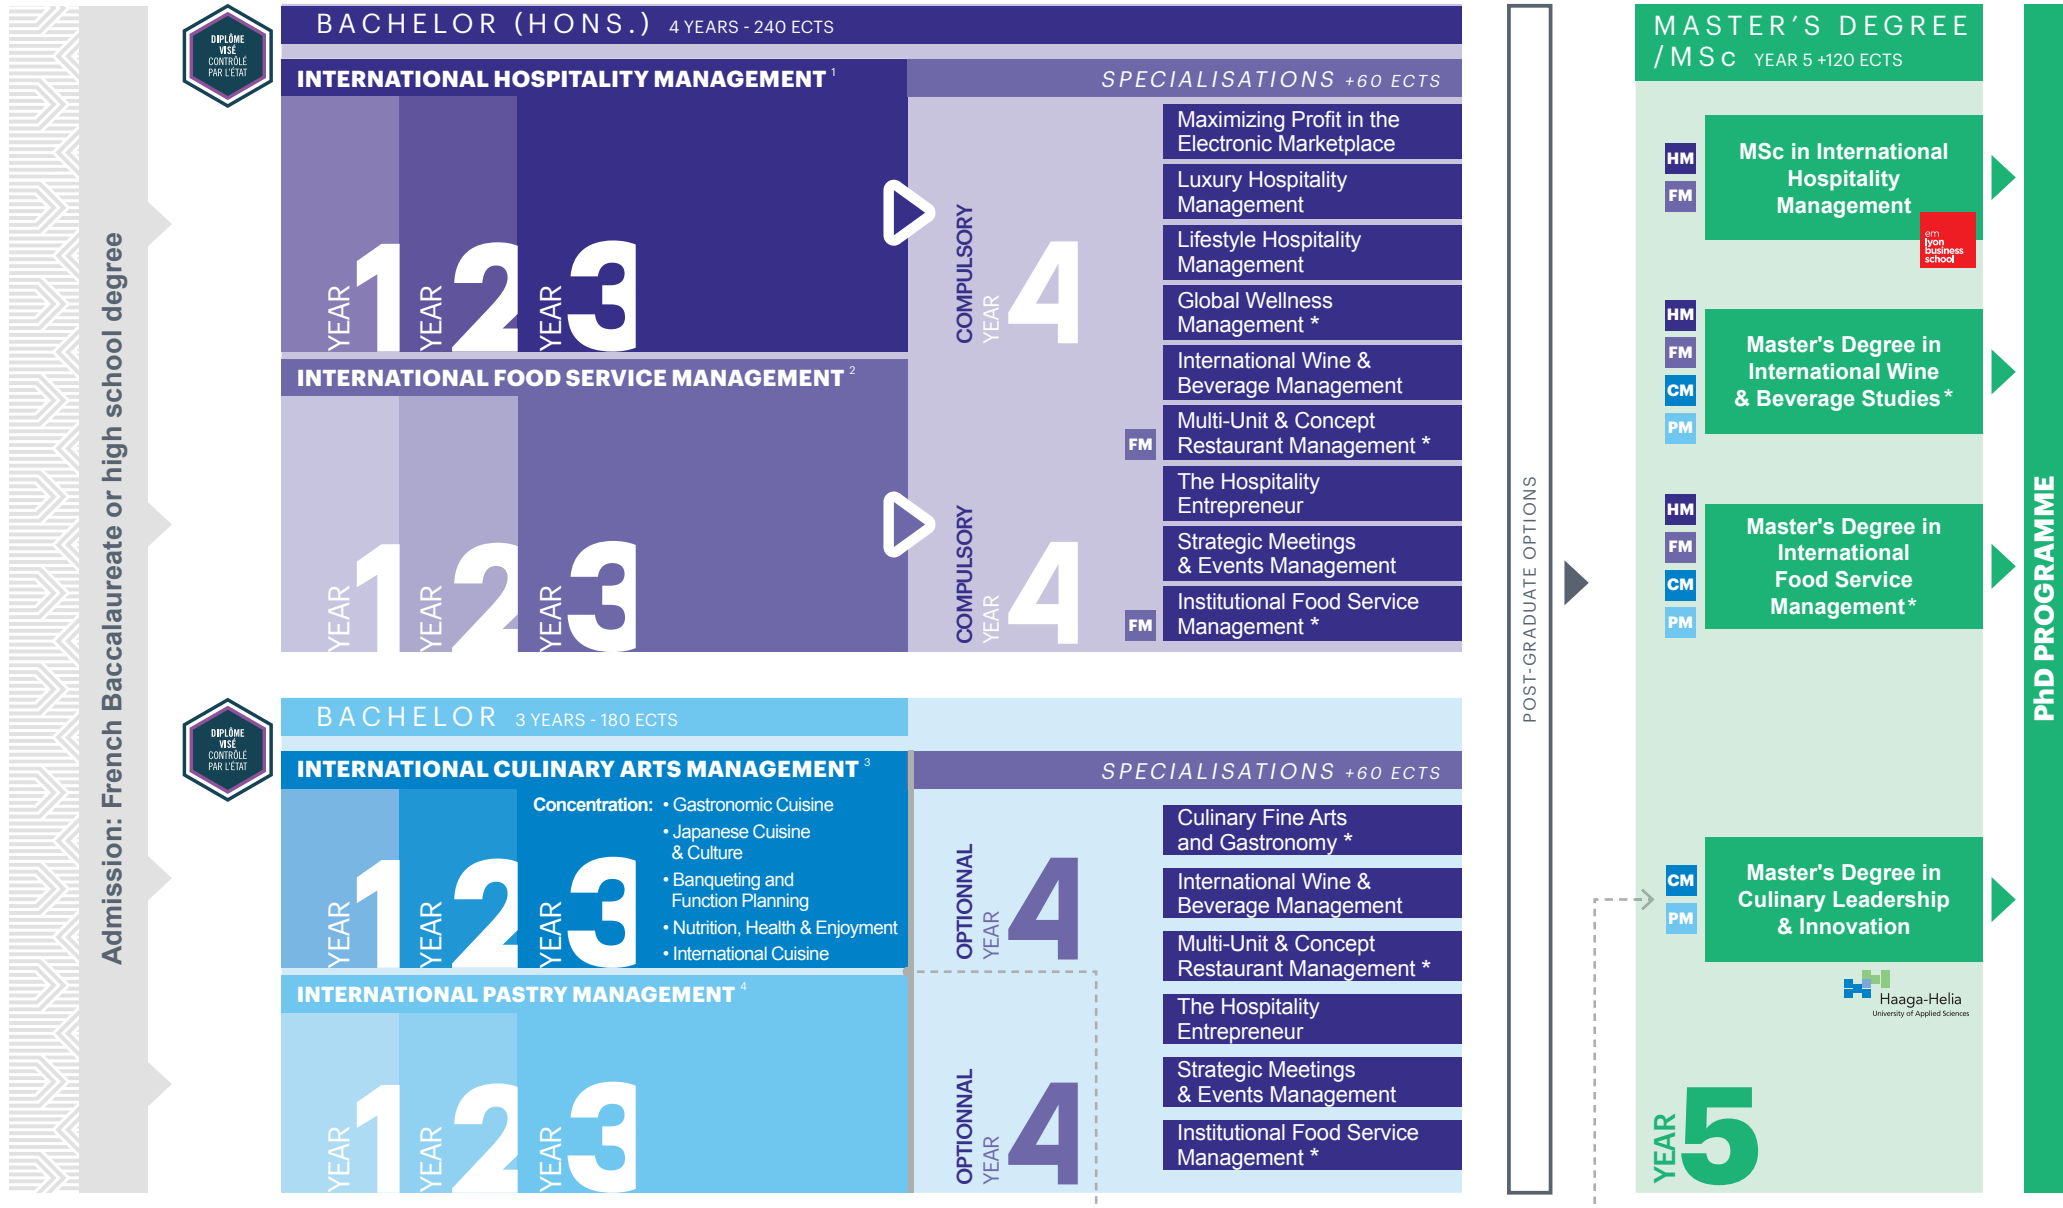 Admission: French Baccalaureate or high school degree
DIPLÔME
VISÉ
CONTRÔLÉ
PAR L'ÉTAT
BACHELOR (HONS.) 4 YEARS - 240 ECTS
INTERNATIONAL HOSPITALITY MANAGEMENT 1
YEAR 1
YEAR 2
YEAR 3
SPECIALISATIONS +60 ECTS
COMPULSORY
YEAR 4
Maximizing Profit in the
Electronic Marketplace
Luxury Hospitality
Management
Lifestyle Hospitality
Management
Global Wellness
Management *
International Wine &
Beverage Management
FM
Multi-Unit & Concept
Restaurant Management *
The Hospitality
Entrepreneur
Strategic Meetings
& Events Management
FM
Institutional Food Service
Management *
INTERNATIONAL FOOD SERVICE MANAGEMENT 2
YEAR 1
YEAR 2
YEAR 3
COMPULSORY
YEAR 4
DIPLÔME
VISÉ
CONTRÔLÉ
PAR L'ÉTAT
BACHELOR 3 YEARS - 180 ECTS
INTERNATIONAL CULINARY ARTS MANAGEMENT 3
YEAR 1
YEAR 2
YEAR 3
Concentration: • Gastronomic Cuisine
• Japanese Cuisine
& Culture
• Banqueting and
Function Planning
• Nutrition, Health & Enjoyment
• International Cuisine
SPECIALISATIONS +60 ECTS
OPTIONNAL
YEAR 4
Culinary Fine Arts
and Gastronomy *
International Wine &
Beverage Management
Multi-Unit & Concept
Restaurant Management *
The Hospitality
Entrepreneur
Strategic Meetings
& Events Management
Institutional Food Service
Management *
INTERNATIONAL PASTRY MANAGEMENT 4
YEAR 1
YEAR 2
YEAR 3
OPTIONNAL
YEAR 4
POST-GRADUATE OPTIONS
MASTER'S DEGREE
/MSc YEAR 5 +120 ECTS
HM
FM
MSc in International
Hospitality
Management
em
lyon
business
school
HM
FM
CM
PM
Master's Degree in
International Wine
& Beverage Studies *
HM
FM
CM
PM
Master's Degree in
International
Food Service
Management *
CM
PM
Master's Degree in
Culinary Leadership
& Innovation
Haaga-Helia
University of Applied Sciences
YEAR 5
PhD PROGRAMME